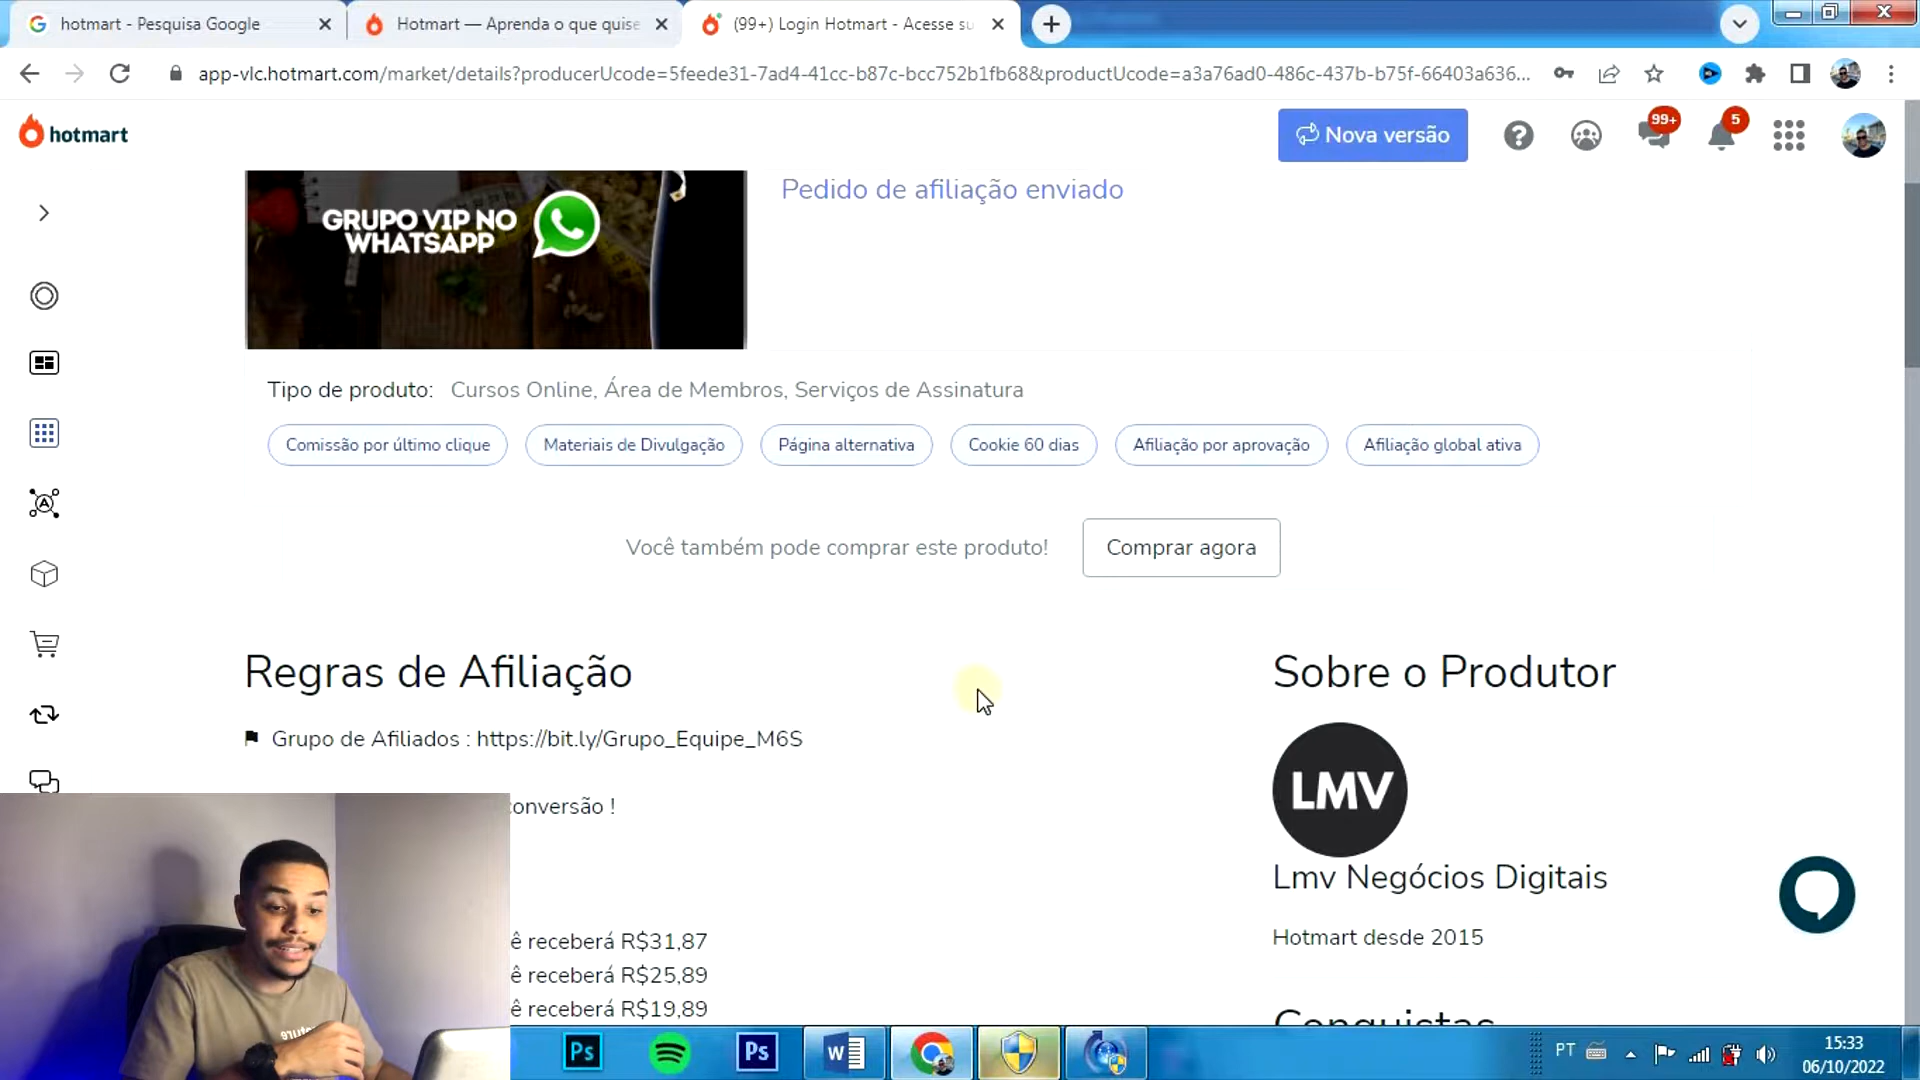 hotmart - Pesquisa Google
Hotmart — Aprenda o que quise
(99+) Login Hotmart - Acesse su
app-vlc.hotmart.com/market/details?producerUcode=5feede31-7ad4-41cc-b87c-bcc752b1fb68&productUcode=a3a76ad0-486c-437b-b75f-66403a636...
hotmart
Nova versão
99+
5
GRUPO VIP NO
WHATSAPP
Pedido de afiliação enviado
Tipo de produto: Cursos Online, Área de Membros, Serviços de Assinatura
Comissão por último clique
Materiais de Divulgação
Página alternativa
Cookie 60 dias
Afiliação por aprovação
Afiliação global ativa
Você também pode comprar este produto!
Comprar agora
Regras de Afiliação
Grupo de Afiliados : https://bit.ly/Grupo_Equipe_M6S
onversão !
ê receberá R$31,87
ê receberá R$25,89
ê receberá R$19,89
Sobre o Produtor
LMV
Lmv Negócios Digitais
Hotmart desde 2015
Conquistas
Ps
Ps
W
PT
15:33
06/10/2022